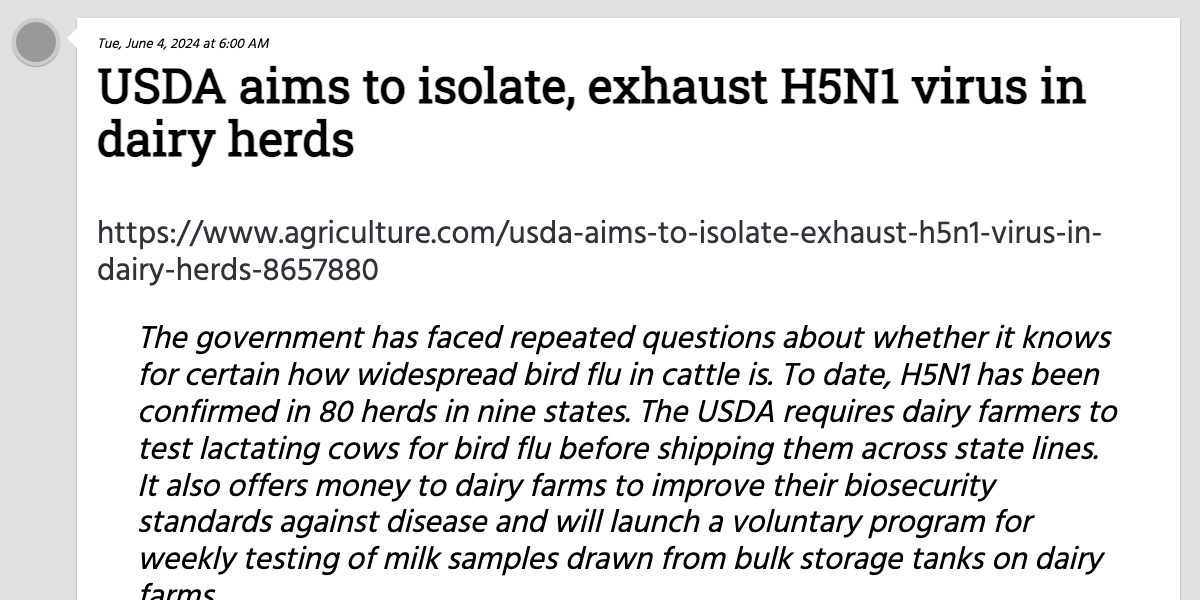 Tue, June 4, 2024 at 6:00 AM
USDA aims to isolate, exhaust H5N1 virus in
dairy herds
https://www.agriculture.com/usda-aims-to-isolate-exhaust-h5n1-virus-in-
dairy-herds-8657880
The government has faced repeated questions about whether it knows
for certain how widespread bird flu in cattle is. To date, H5N1 has been
confirmed in 80 herds in nine states. The USDA requires dairy farmers to
test lactating cows for bird flu before shipping them across state lines.
It also offers money to dairy farms to improve their biosecurity
standards against disease and will launch a voluntary program for
weekly testing of milk samples drawn from bulk storage tanks on dairy
farms.